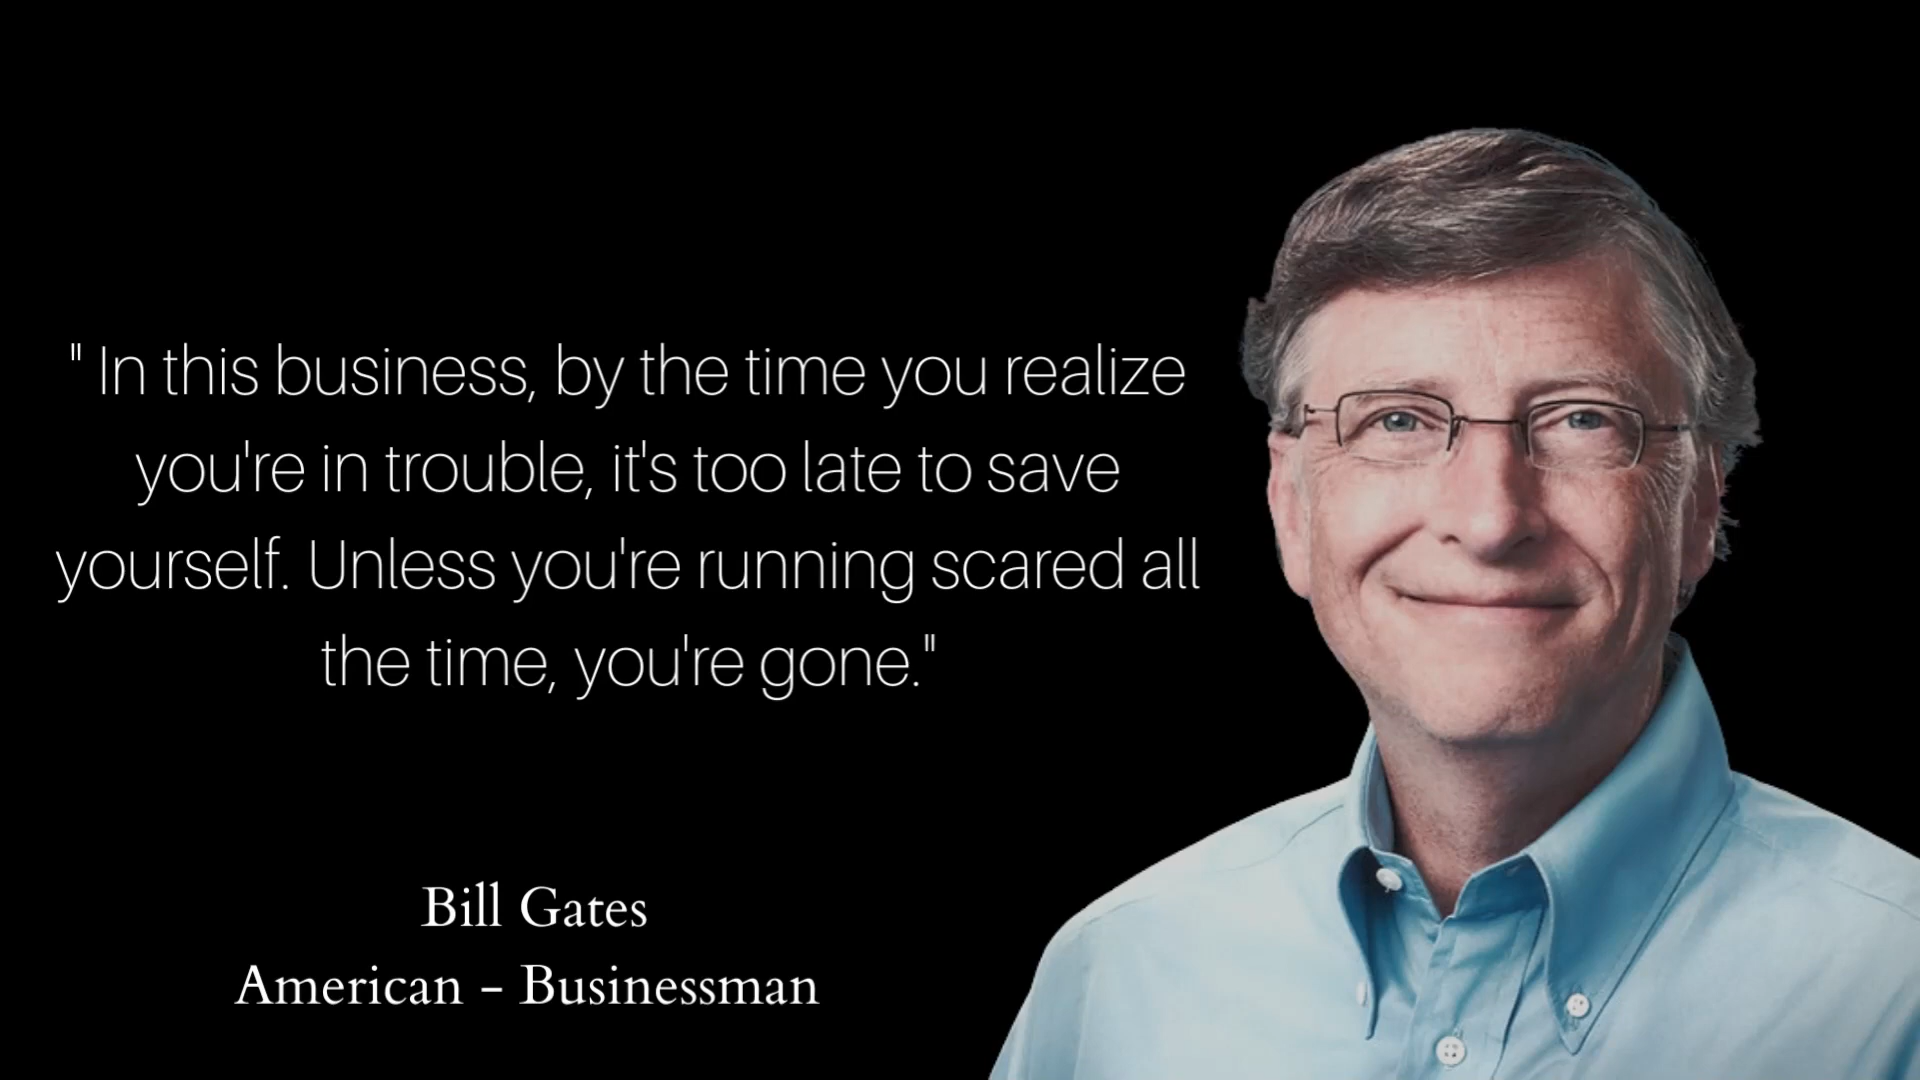 " In this business, by the time you realize
you're in trouble, it's too late to save
yourself. Unless you're running scared all
the time, you're gone."
Bill Gates
American - Businessman